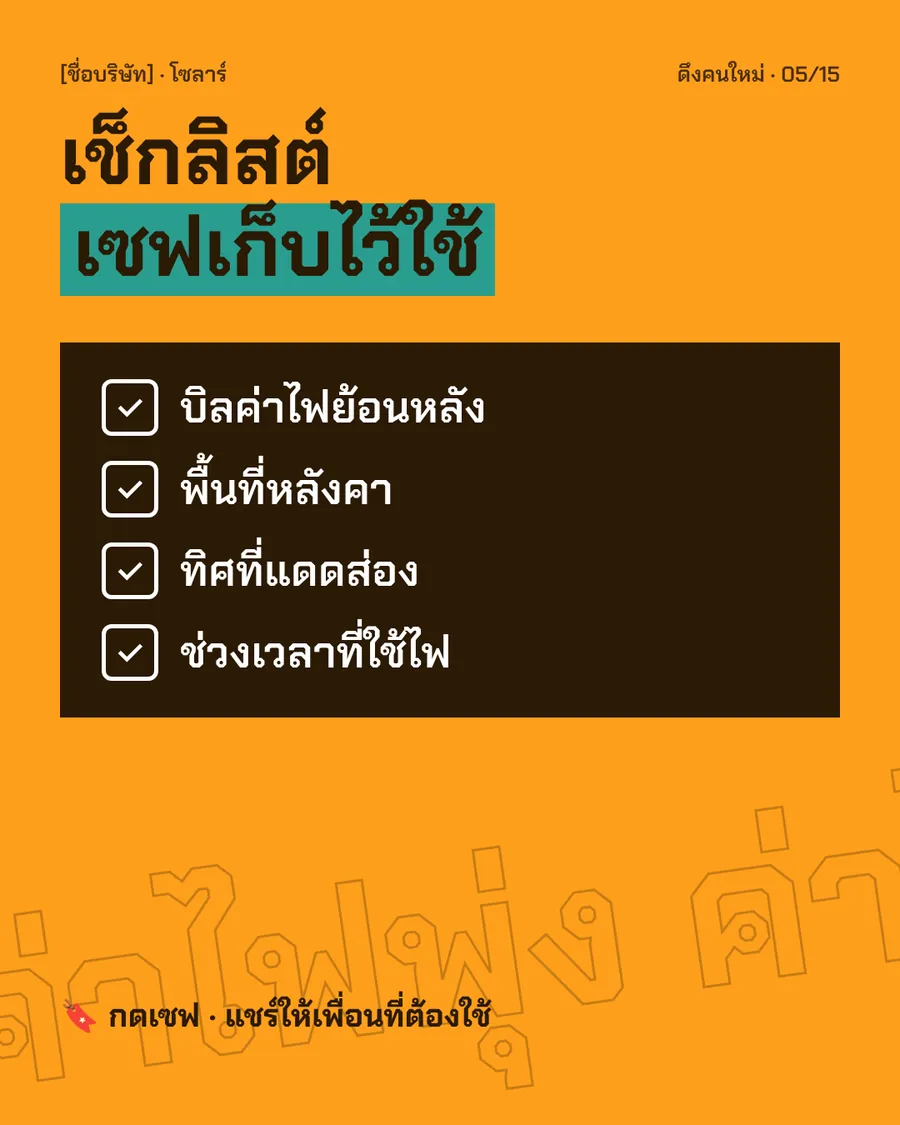 [ชื่อบริษัท] · โซลาร์
ดึงคนใหม่ · 05/15
เช็กลิสต์
เซฟเก็บไว้ใช้
บิลค่าไฟย้อนหลัง
พื้นที่หลังคา
ทิศที่แดดส่อง
ช่วงเวลาที่ใช้ไฟ
ค่าไฟพุ่ง ค่า
กดเซฟ · แชร์ให้เพื่อนที่ต้องใช้